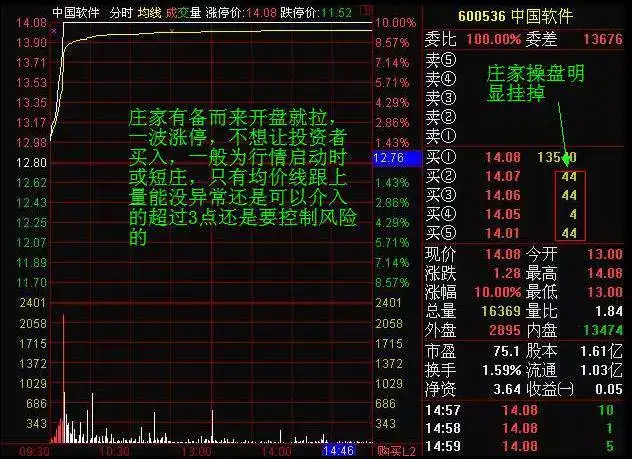 中国软件 分时 均线 成交量 涨停价:14.08 跌停价:11.52
14.08
13.90
13.71
13.53
13.35
13.17
12.98
12.80
12.62
12.43
12.25
12.07
11.89
11.70
2401
2058
1715
1372
1029
686
343
10.00%
8.57%
7.14%
5.71%
4.29%
2.86%
1.43%
12.76
1.43%
2.86%
4.29%
5.71%
7.14%
8.57%
2401
2058
1715
1372
1029
686
343
庄家有备而来开盘就拉,
一波涨停,不想让投资者
买入,一般为行情启动时
或短庄,只有均价线跟上
量能没异常还是可以介入
的超过3点还是要控制风险
的
09:30 10:30 13:00 14:00 14:46 购买L2
600536 中国软件
委比 100.00% 委差 13676
卖⑤
卖④
卖③
卖②
卖①
庄家操盘明
显挂掉
买① 14.08
买② 14.07 44
买③ 14.06 44
买④ 14.05 4
买⑤ 14.01 44
现价 14.08 今开 13.00
涨跌 1.28 最高 14.08
涨幅 10.00% 最低 13.00
总量 16369 量比 1.84
外盘 2895 内盘 13474
市盈 75.1 股本 1.61亿
换手 1.59% 流通 1.03亿
净资 3.64 收益㈠ 0.05
14:57 14.08 10
14:58 14.08 1
14:59 14.08 5